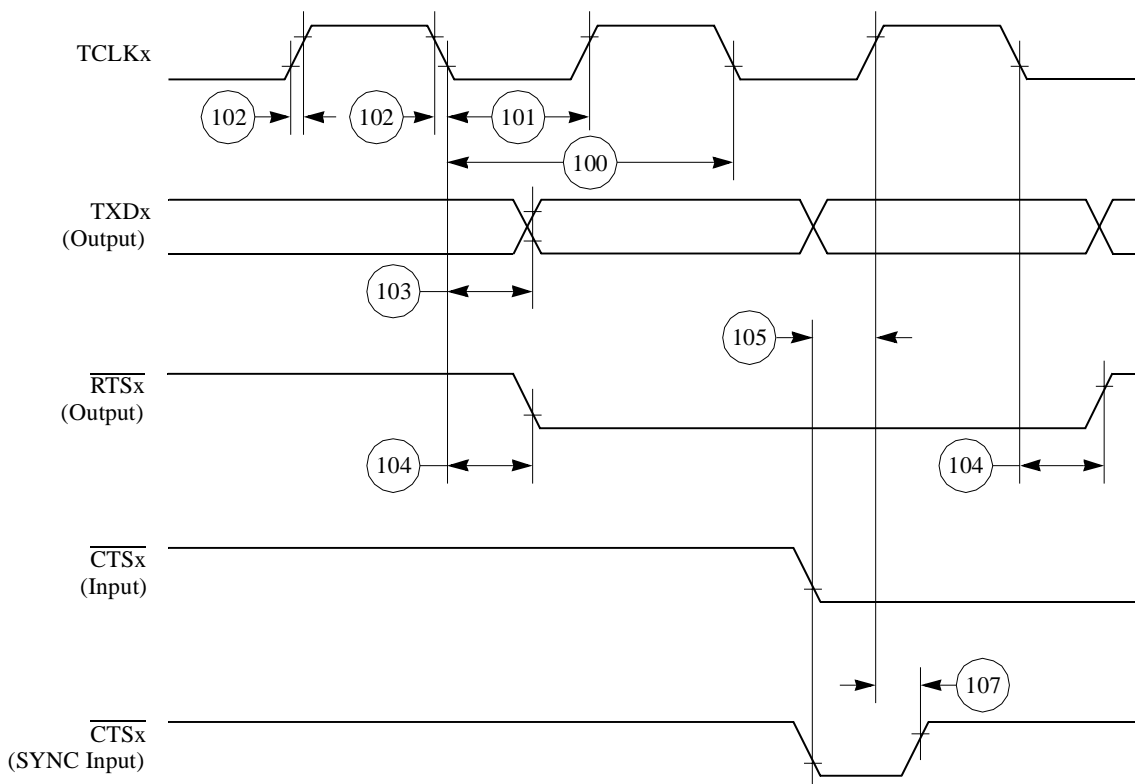 TCLKx
102
102
101
100
TXDx
(Output)
103
105
RTSx
(Output)
104
104
CTSx
(Input)
107
CTSx
(SYNC Input)